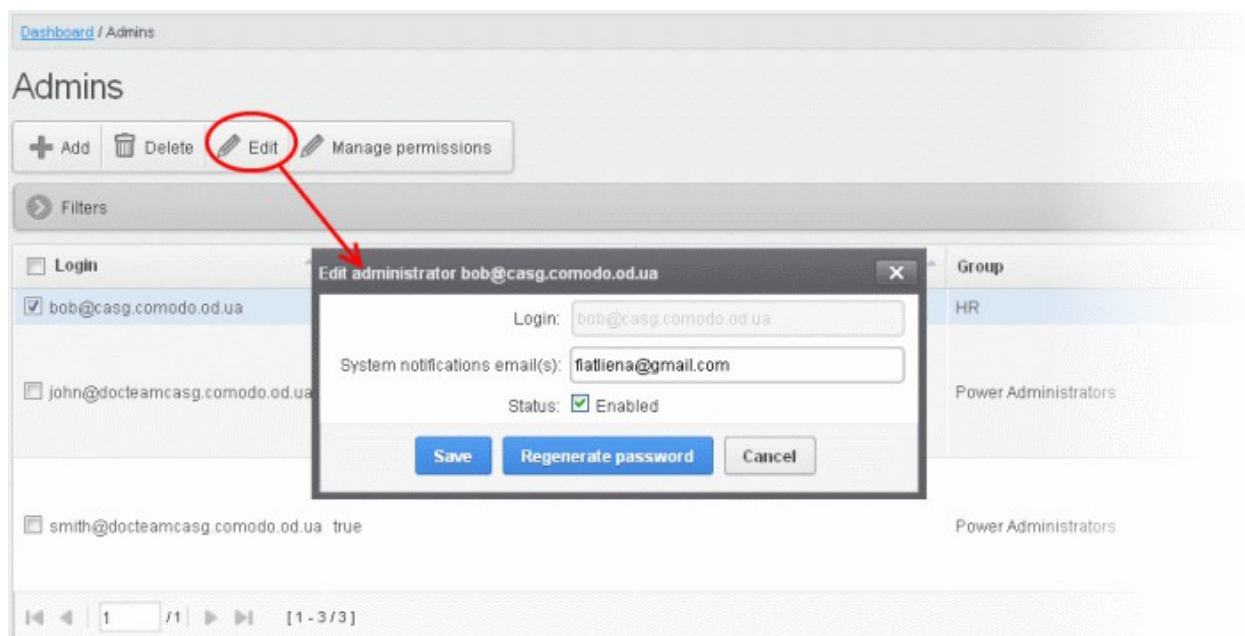 Dashboard / Admins
Admins
Add Delete Edit Manage permissions
Filters
Login Group
Edit administrator bob@casg.comodo.od.ua
bob@casg.comodo.od.ua HR
Login: bob@casg.comodo.od.ua
System notifications email(s): fiatliena@gmail.com
john@docteamcasg.comodo.od.ua Power Administrators
Status: Enabled
Save Regenerate password Cancel
smith@docteamcasg.comodo.od.ua true Power Administrators
1 /1 [1-3/3]